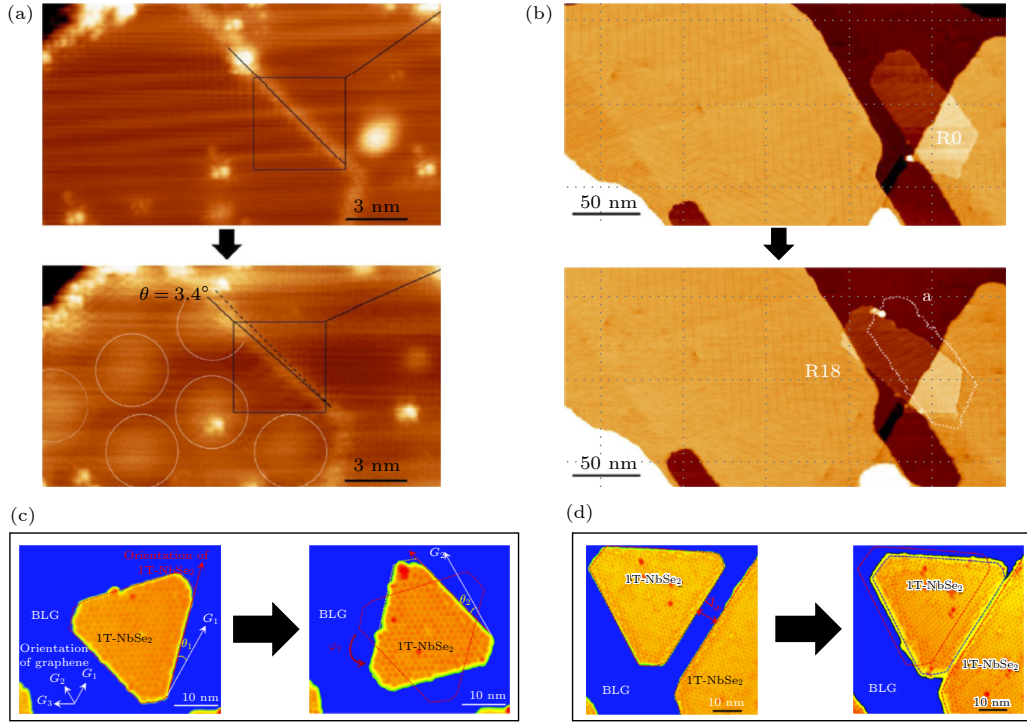 (a)
3 nm
θ = 3.4°
3 nm
(b)
R0
50 nm
a
R18
50 nm
(c)
Orientation of
1T-NbSe₂
BLG
G₁
1T-NbSe₂
θ₁
Orientation
of graphene
G₂
G₁
G₃
10 nm
G₂
θ₂
1T-NbSe₂
10 nm
(d)
1T-NbSe₂
1T-NbSe₂
BLG
10 nm
1T-NbSe₂
1T-NbSe₂
BLG
10 nm